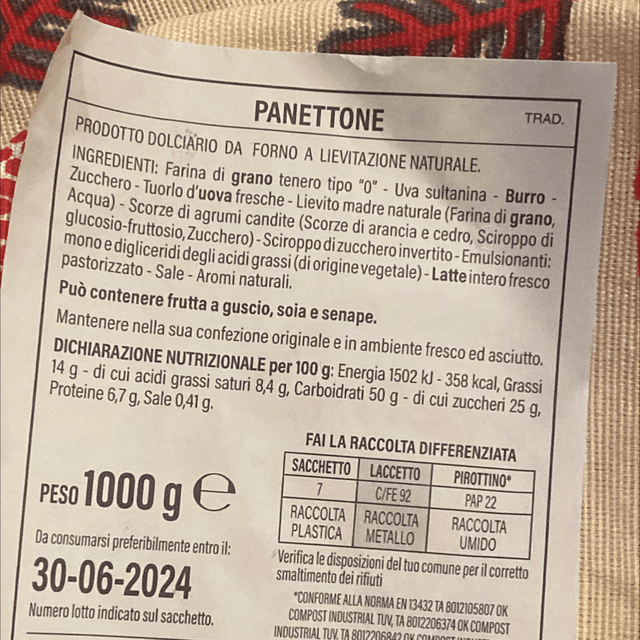 PANETTONE
TRAD.
PRODOTTO DOLCIARIO DA FORNO A LIEVITAZIONE NATURALE.
INGREDIENTI: Farina di grano tenero tipo "0" - Uva sultanina - Burro -
Zucchero - Tuorlo d'uova fresche - Lievito madre naturale (Farina di grano,
Acqua) - Scorze di agrumi candite (Scorze di arancia e cedro, Sciroppo di
glucosio-fruttosio, Zucchero) - Sciroppo di zucchero invertito - Emulsionanti:
mono e digliceridi degli acidi grassi (di origine vegetale) - Latte intero fresco
pastorizzato - Sale - Aromi naturali.
Può contenere frutta a guscio, soia e senape.
Mantenere nella sua confezione originale e in ambiente fresco ed asciutto.
DICHIARAZIONE NUTRIZIONALE per 100 g: Energia 1502 kJ - 358 kcal, Grassi
14 g - di cui acidi grassi saturi 8,4 g, Carboidrati 50 g - di cui zuccheri 25 g,
Proteine 6,7 g, Sale 0,41 g.
FAI LA RACCOLTA DIFFERENZIATA
SACCHETTO LACCETTO PIROTTINO*
7 C/FE 92 PAP 22
RACCOLTA PLASTICA RACCOLTA METALLO RACCOLTA UMIDO
Verifica le disposizioni del tuo comune per il corretto
smaltimento dei rifiuti
*CONFORME ALLA NORMA EN 13432 TA 8012105807 OK
COMPOST INDUSTRIAL TUV, TA 8012206374 OK COMPOST
INDUSTRIAL TUV, TA 8012206842 OK COMPOST
PESO 1000 g ℮
Da consumarsi preferibilmente entro il:
30-06-2024
Numero lotto indicato sul sacchetto.